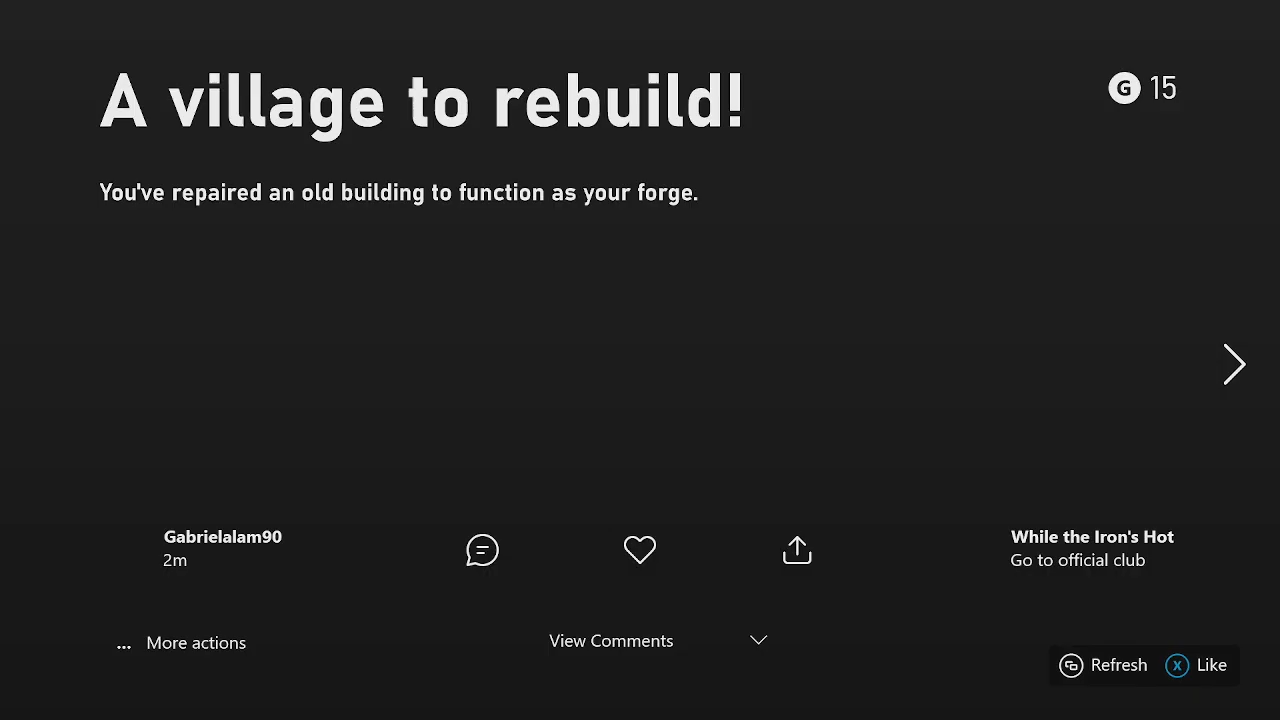 A village to rebuild!
G 15
You've repaired an old building to function as your forge.
Gabrielalam90
2m
While the Iron's Hot
Go to official club
... More actions
View Comments
Refresh
X Like